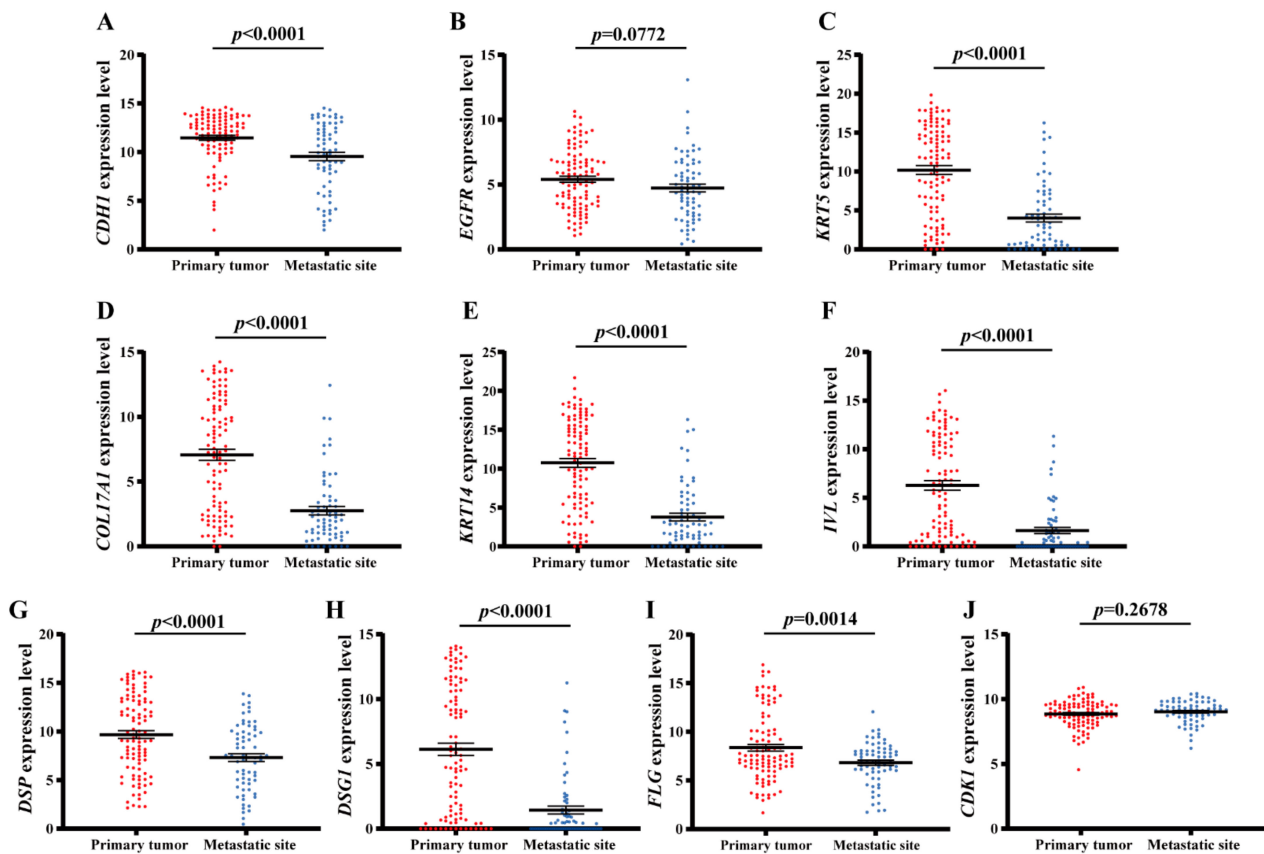 A
p<0.0001
CDH1 expression level
20
15
10
5
0
Primary tumor Metastatic site
B
p=0.0772
EGFR expression level
15
10
5
0
Primary tumor Metastatic site
C
p<0.0001
KRT5 expression level
25
20
15
10
5
0
Primary tumor Metastatic site
D
p<0.0001
COL17A1 expression level
15
10
5
0
Primary tumor Metastatic site
E
p<0.0001
KRT14 expression level
25
20
15
10
5
0
Primary tumor Metastatic site
F
p<0.0001
IVL expression level
20
15
10
5
0
Primary tumor Metastatic site
G
p<0.0001
DSP expression level
20
15
10
5
0
Primary tumor Metastatic site
H
p<0.0001
DSG1 expression level
15
10
5
0
Primary tumor Metastatic site
I
p=0.0014
FLG expression level
20
15
10
5
0
Primary tumor Metastatic site
J
p=0.2678
CDK1 expression level
15
10
5
0
Primary tumor Metastatic site